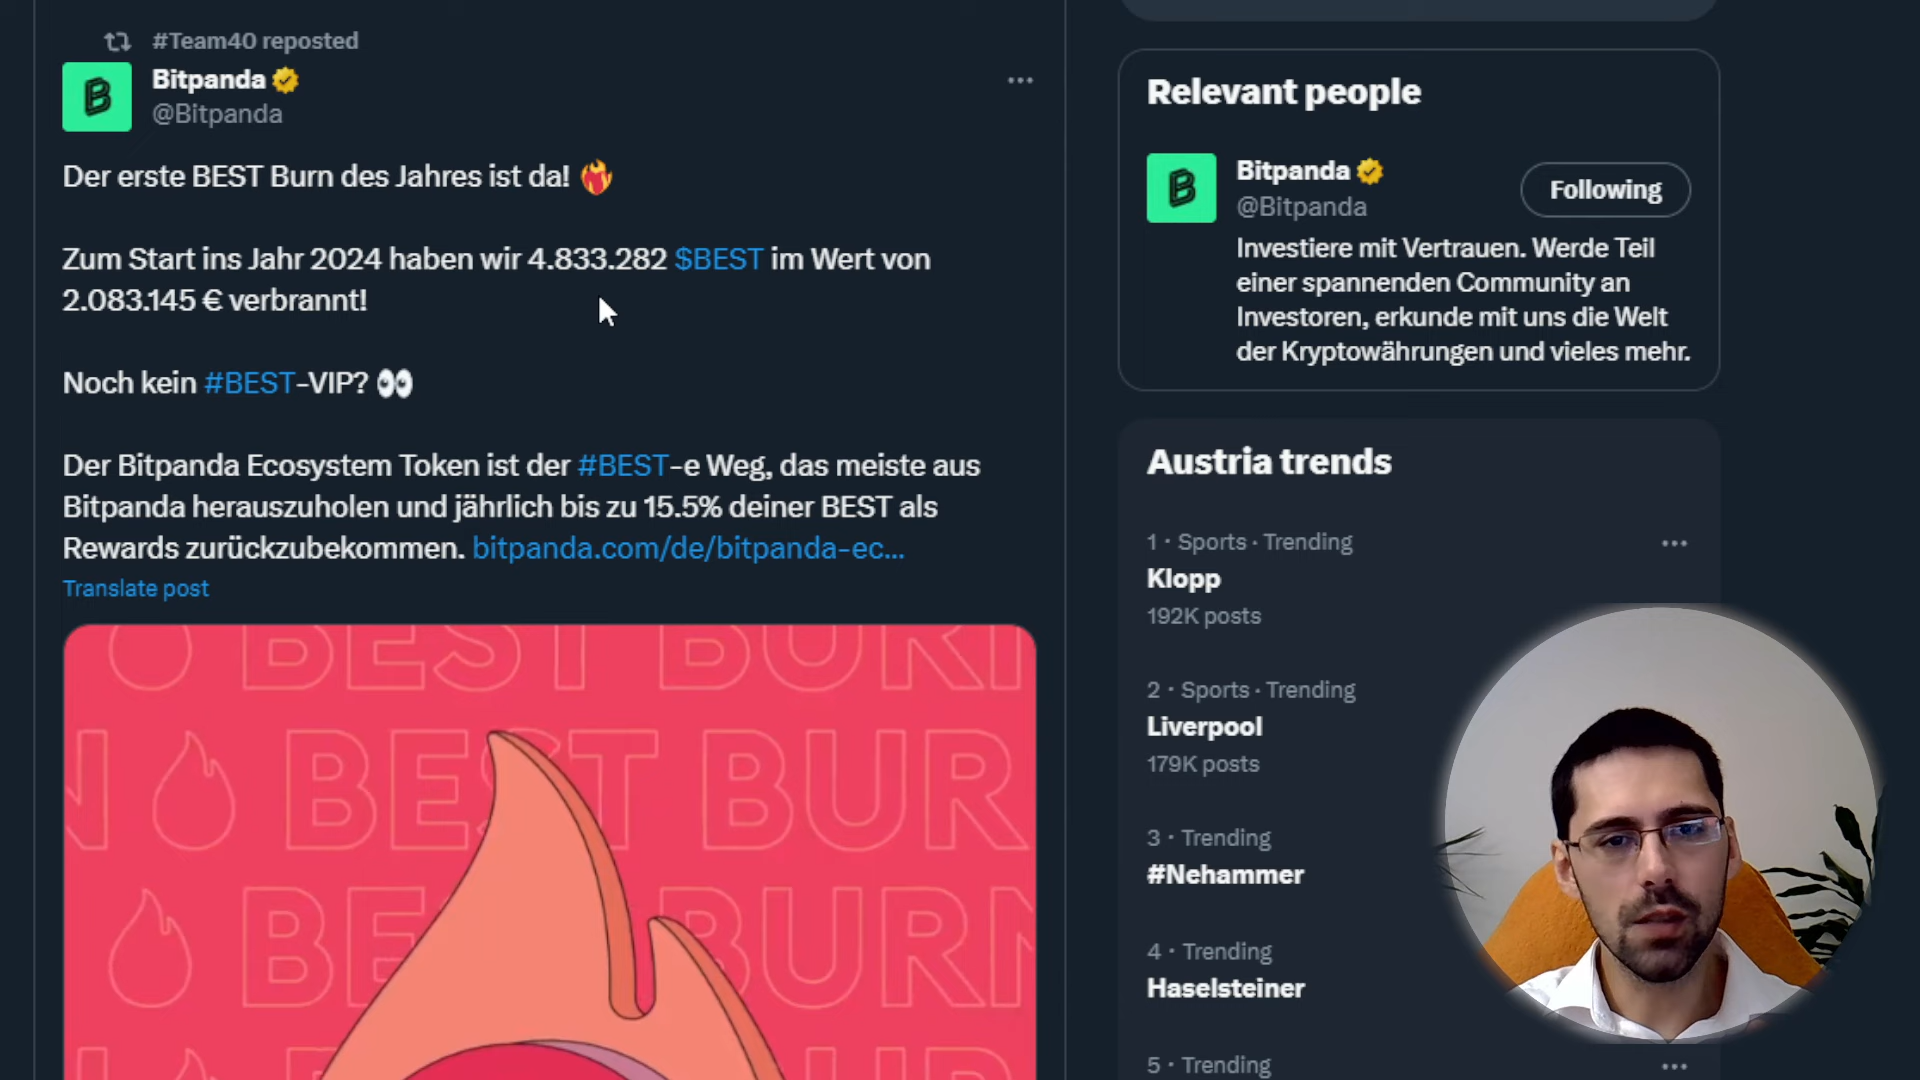 #Team40 reposted
Bitpanda
@Bitpanda
Der erste BEST Burn des Jahres ist da!
Zum Start ins Jahr 2024 haben wir 4.833.282 $BEST im Wert von
2.083.145 € verbrannt!
Noch kein #BEST-VIP?
Der Bitpanda Ecosystem Token ist der #BEST-e Weg, das meiste aus
Bitpanda herauszuholen und jährlich bis zu 15.5% deiner BEST als
Rewards zurückzubekommen. bitpanda.com/de/bitpanda-ec...
Translate post
BEST BURN
N BEST BURN
BEST BURN
Relevant people
Bitpanda
@Bitpanda
Following
Investiere mit Vertrauen. Werde Teil
einer spannenden Community an
Investoren, erkunde mit uns die Welt
der Kryptowährungen und vieles mehr.
Austria trends
1 · Sports · Trending
Klopp
192K posts
2 · Sports · Trending
Liverpool
179K posts
3 · Trending
#Nehammer
4 · Trending
Haselsteiner
5 · Trending